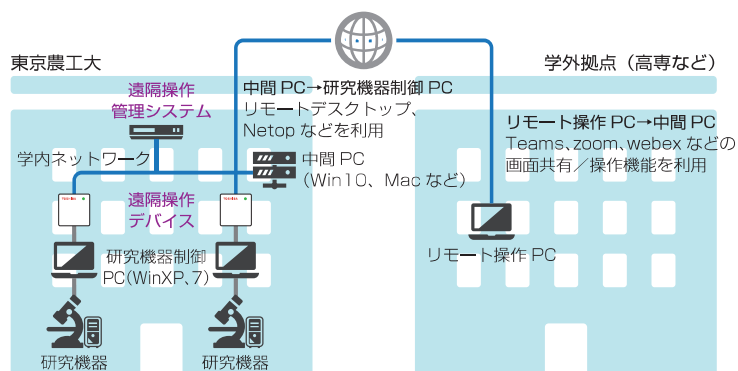 東京農工大
学外拠点（高専など）
遠隔操作
管理システム
中間 PC→研究機器制御 PC
リモートデスクトップ、
Netop などを利用
リモート操作 PC→中間 PC
Teams、zoom、webex などの
画面共有／操作機能を利用
学内ネットワーク
中間 PC
（Win10、Mac など）
遠隔操作
デバイス
研究機器制御
PC（WinXP、7）
リモート操作 PC
研究機器
研究機器